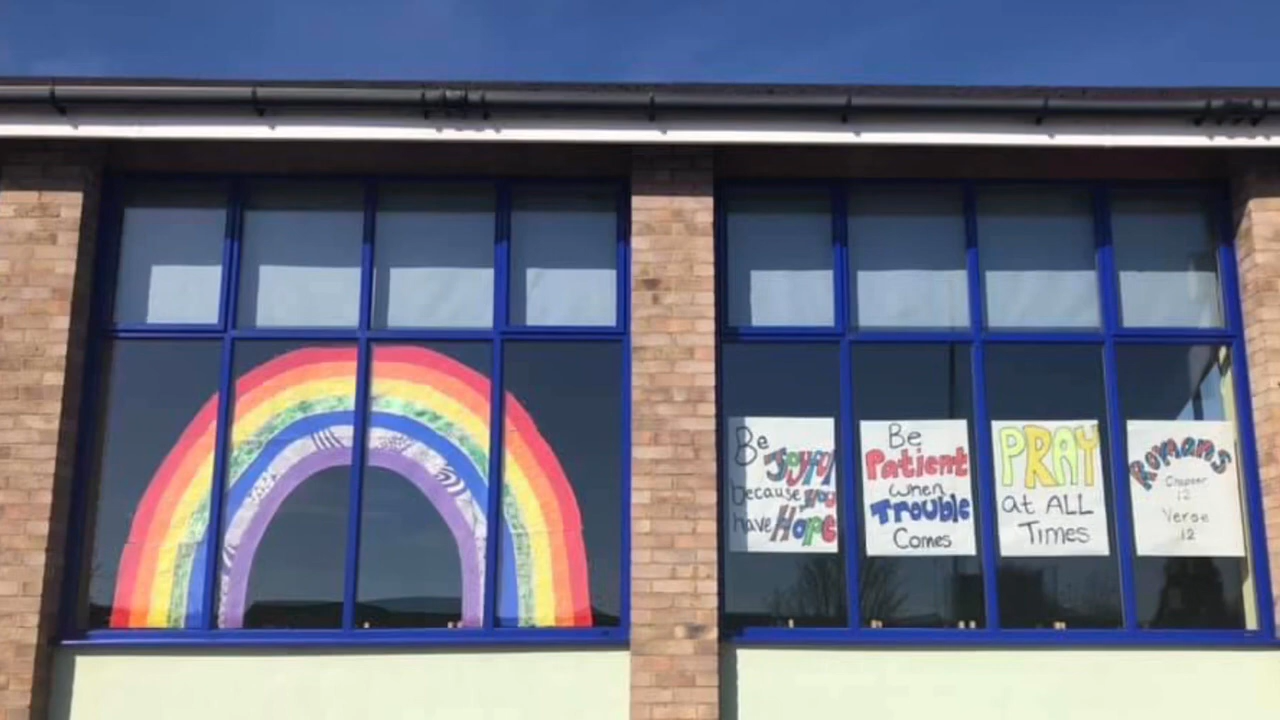 Be
Joyful
because you
have Hope
Be
Patient
when
Trouble
Comes
PRAY
at ALL
Times
Romans
Chapter
12
Verse
12